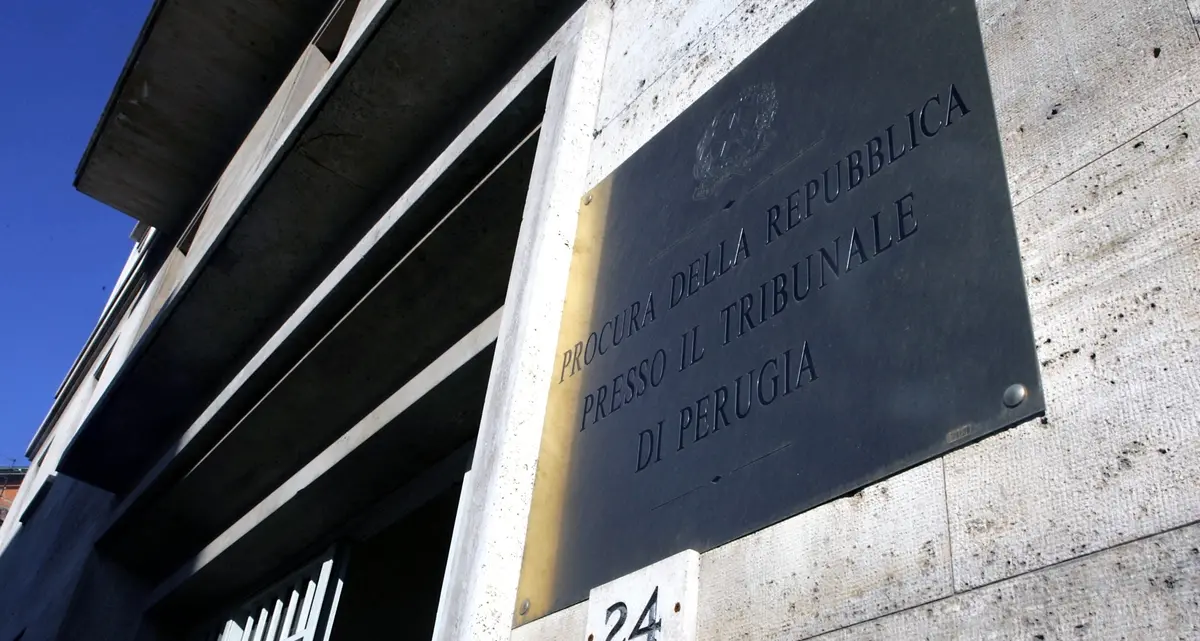 PROCURA DELLA REPUBBLICA
PRESSO IL TRIBUNALE
DI PERUGIA
24